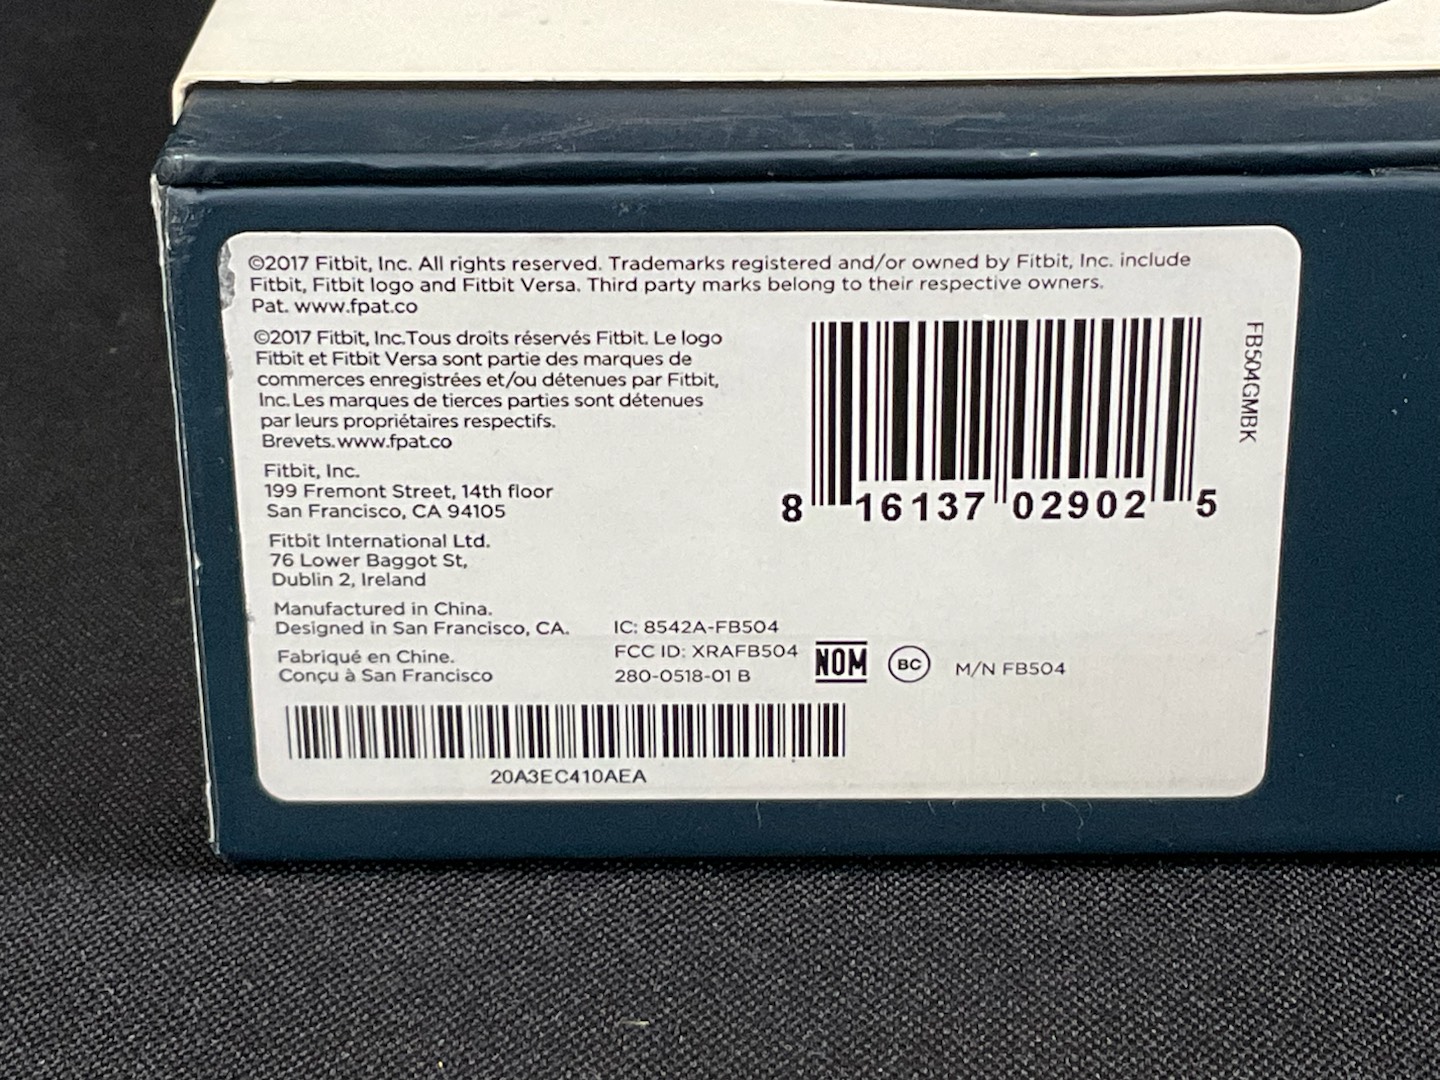 ©2017 Fitbit, Inc. All rights reserved. Trademarks registered and/or owned by Fitbit, Inc. include
Fitbit, Fitbit logo and Fitbit Versa. Third party marks belong to their respective owners.
Pat. www.fpat.co
©2017 Fitbit, Inc.Tous droits réservés Fitbit. Le logo
Fitbit et Fitbit Versa sont partie des marques de
commerces enregistrées et/ou détenues par Fitbit,
Inc. Les marques de tierces parties sont détenues
par leurs propriétaires respectifs.
Brevets. www.fpat.co
Fitbit, Inc.
199 Fremont Street, 14th floor
San Francisco, CA 94105
Fitbit International Ltd.
76 Lower Baggot St,
Dublin 2, Ireland
Manufactured in China.
Designed in San Francisco, CA.
Fabriqué en Chine.
Conçu à San Francisco
IC: 8542A-FB504
FCC ID: XRAFB504
280-0518-01 B
NOM
BC
M/N FB504
8 16137 02902 5
FB504GMBK
20A3EC410AEA